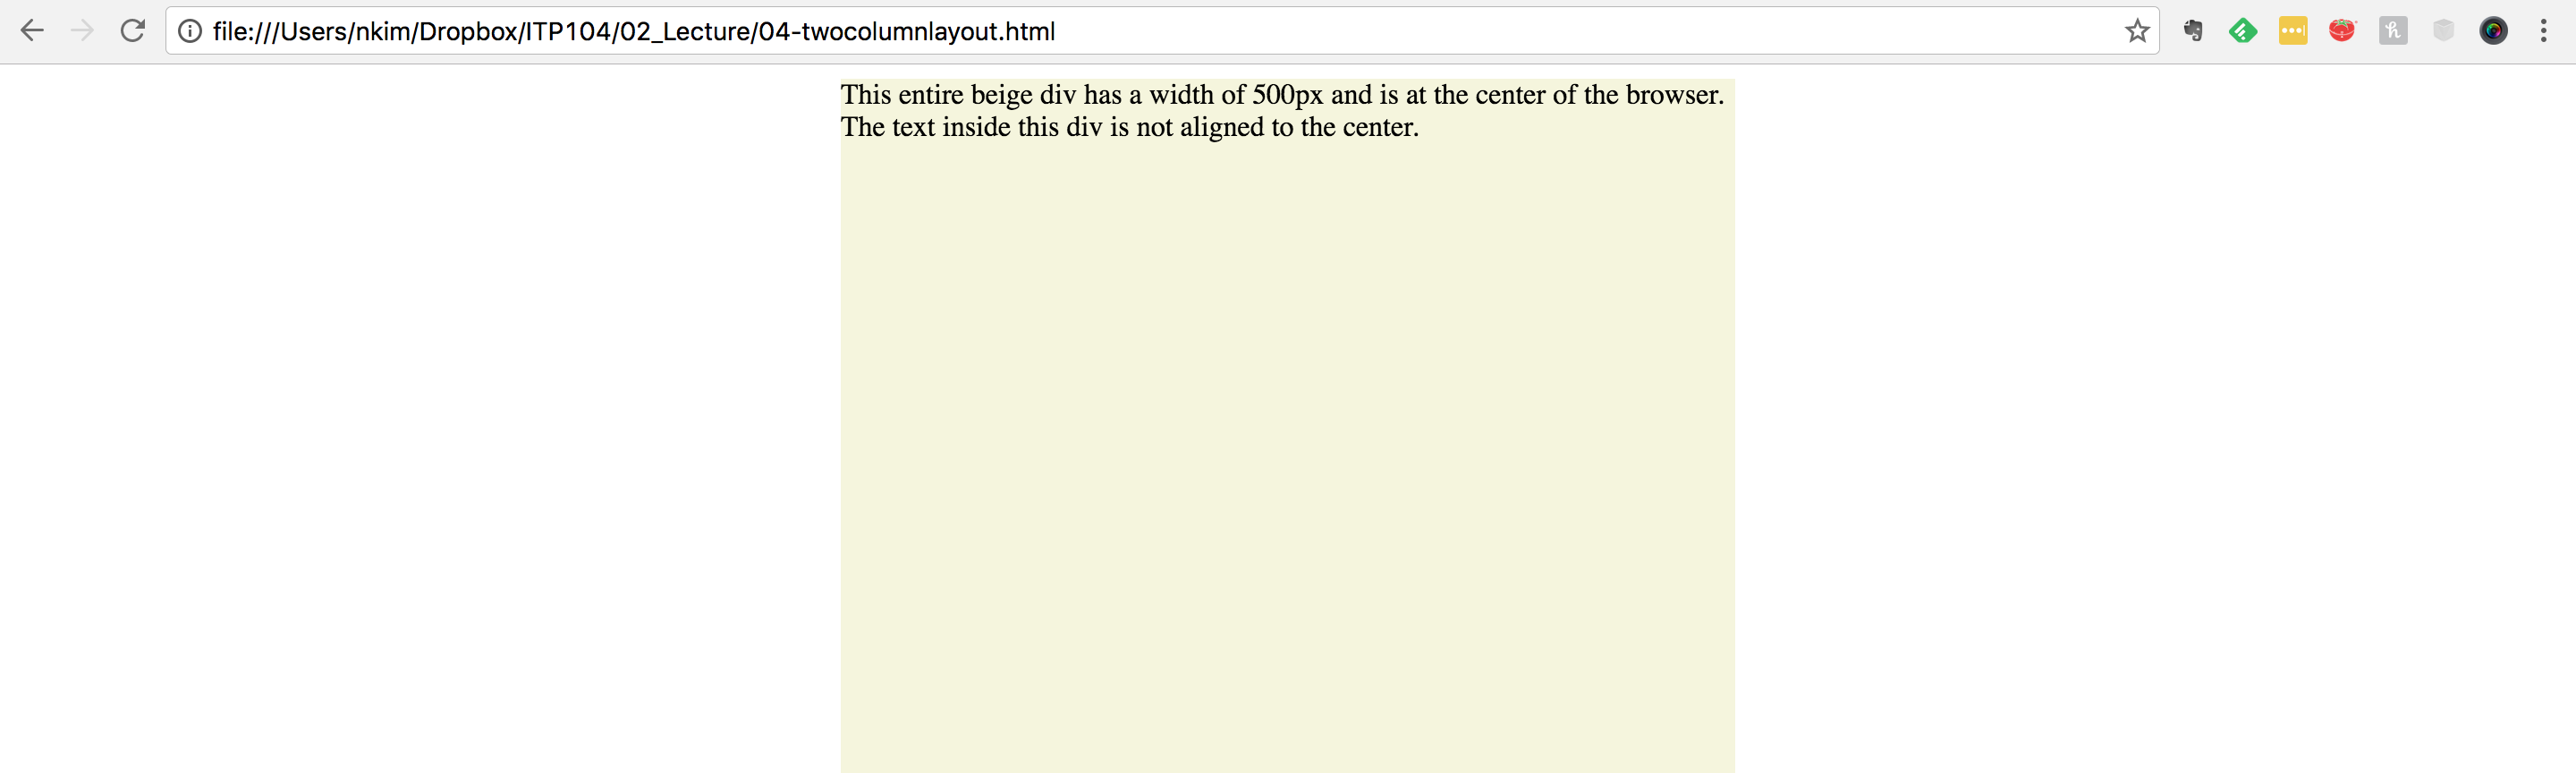 file:///Users/nkim/Dropbox/ITP104/02_Lecture/04-twocolumnlayout.html
This entire beige div has a width of 500px and is at the center of the browser.
The text inside this div is not aligned to the center.